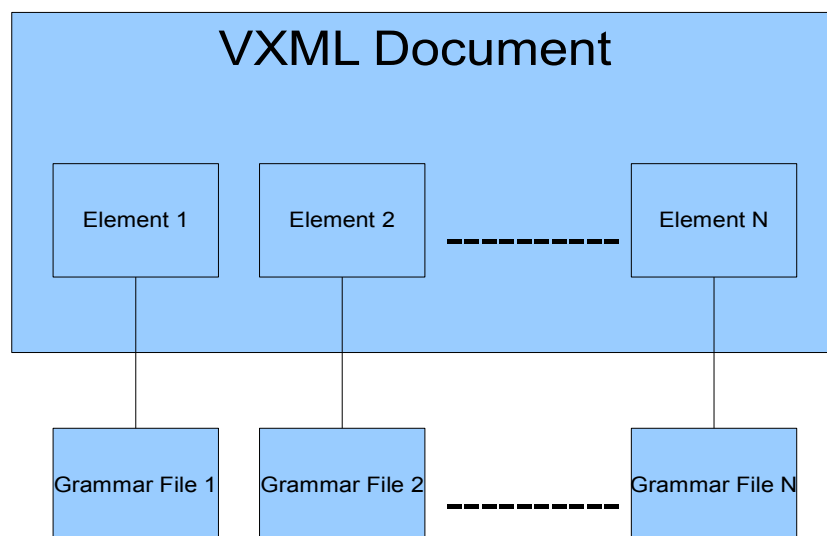 VXML Document
Element 1
Element 2
Element N
Grammar File 1
Grammar File 2
Grammar File N